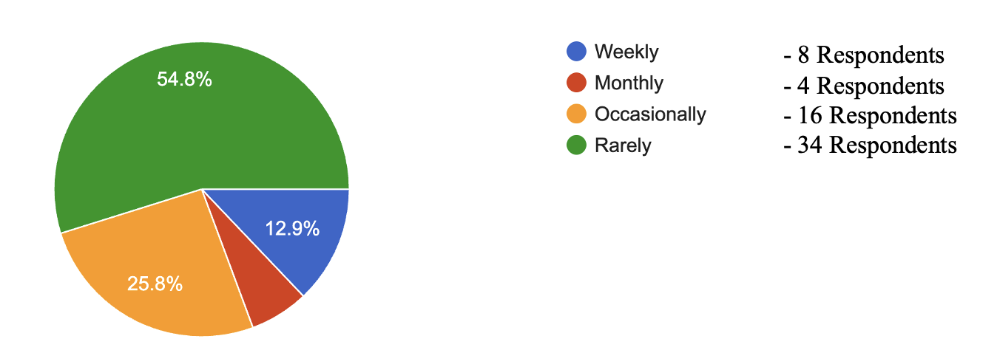 54.8%
12.9%
25.8%
Weekly - 8 Respondents
Monthly - 4 Respondents
Occasionally - 16 Respondents
Rarely - 34 Respondents